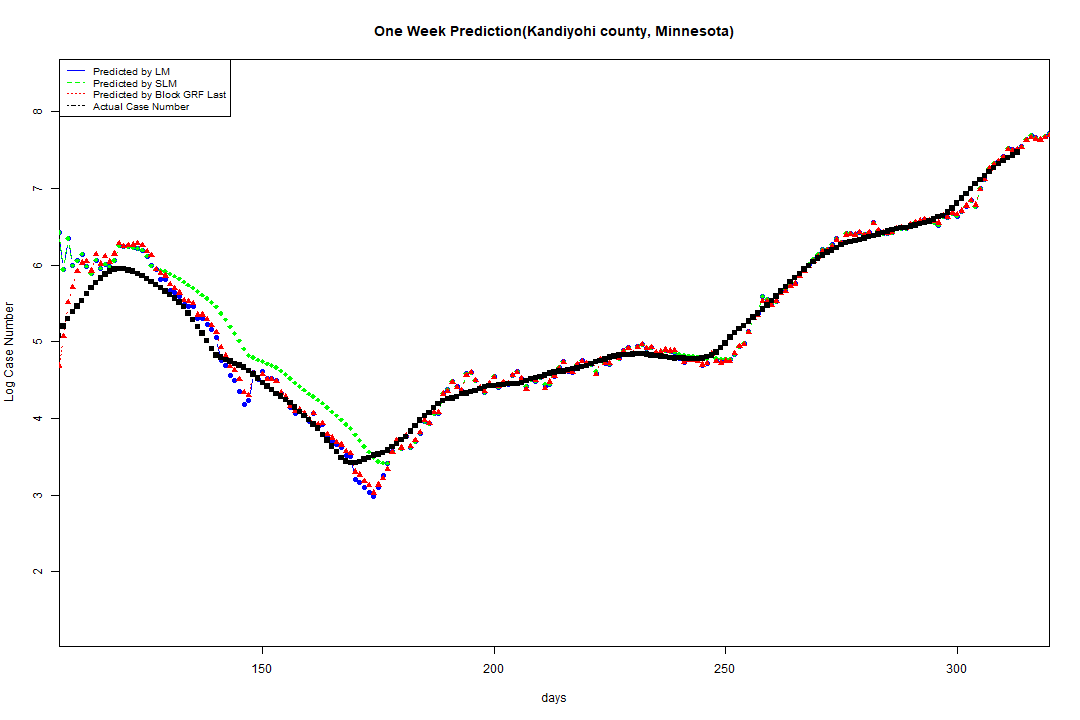 One Week Prediction(Kandiyohi county, Minnesota)
Predicted by LM
Predicted by SLM
Predicted by Block GRF Last
Actual Case Number
8
7
6
5
4
3
2
Log Case Number
150 200 250 300
days